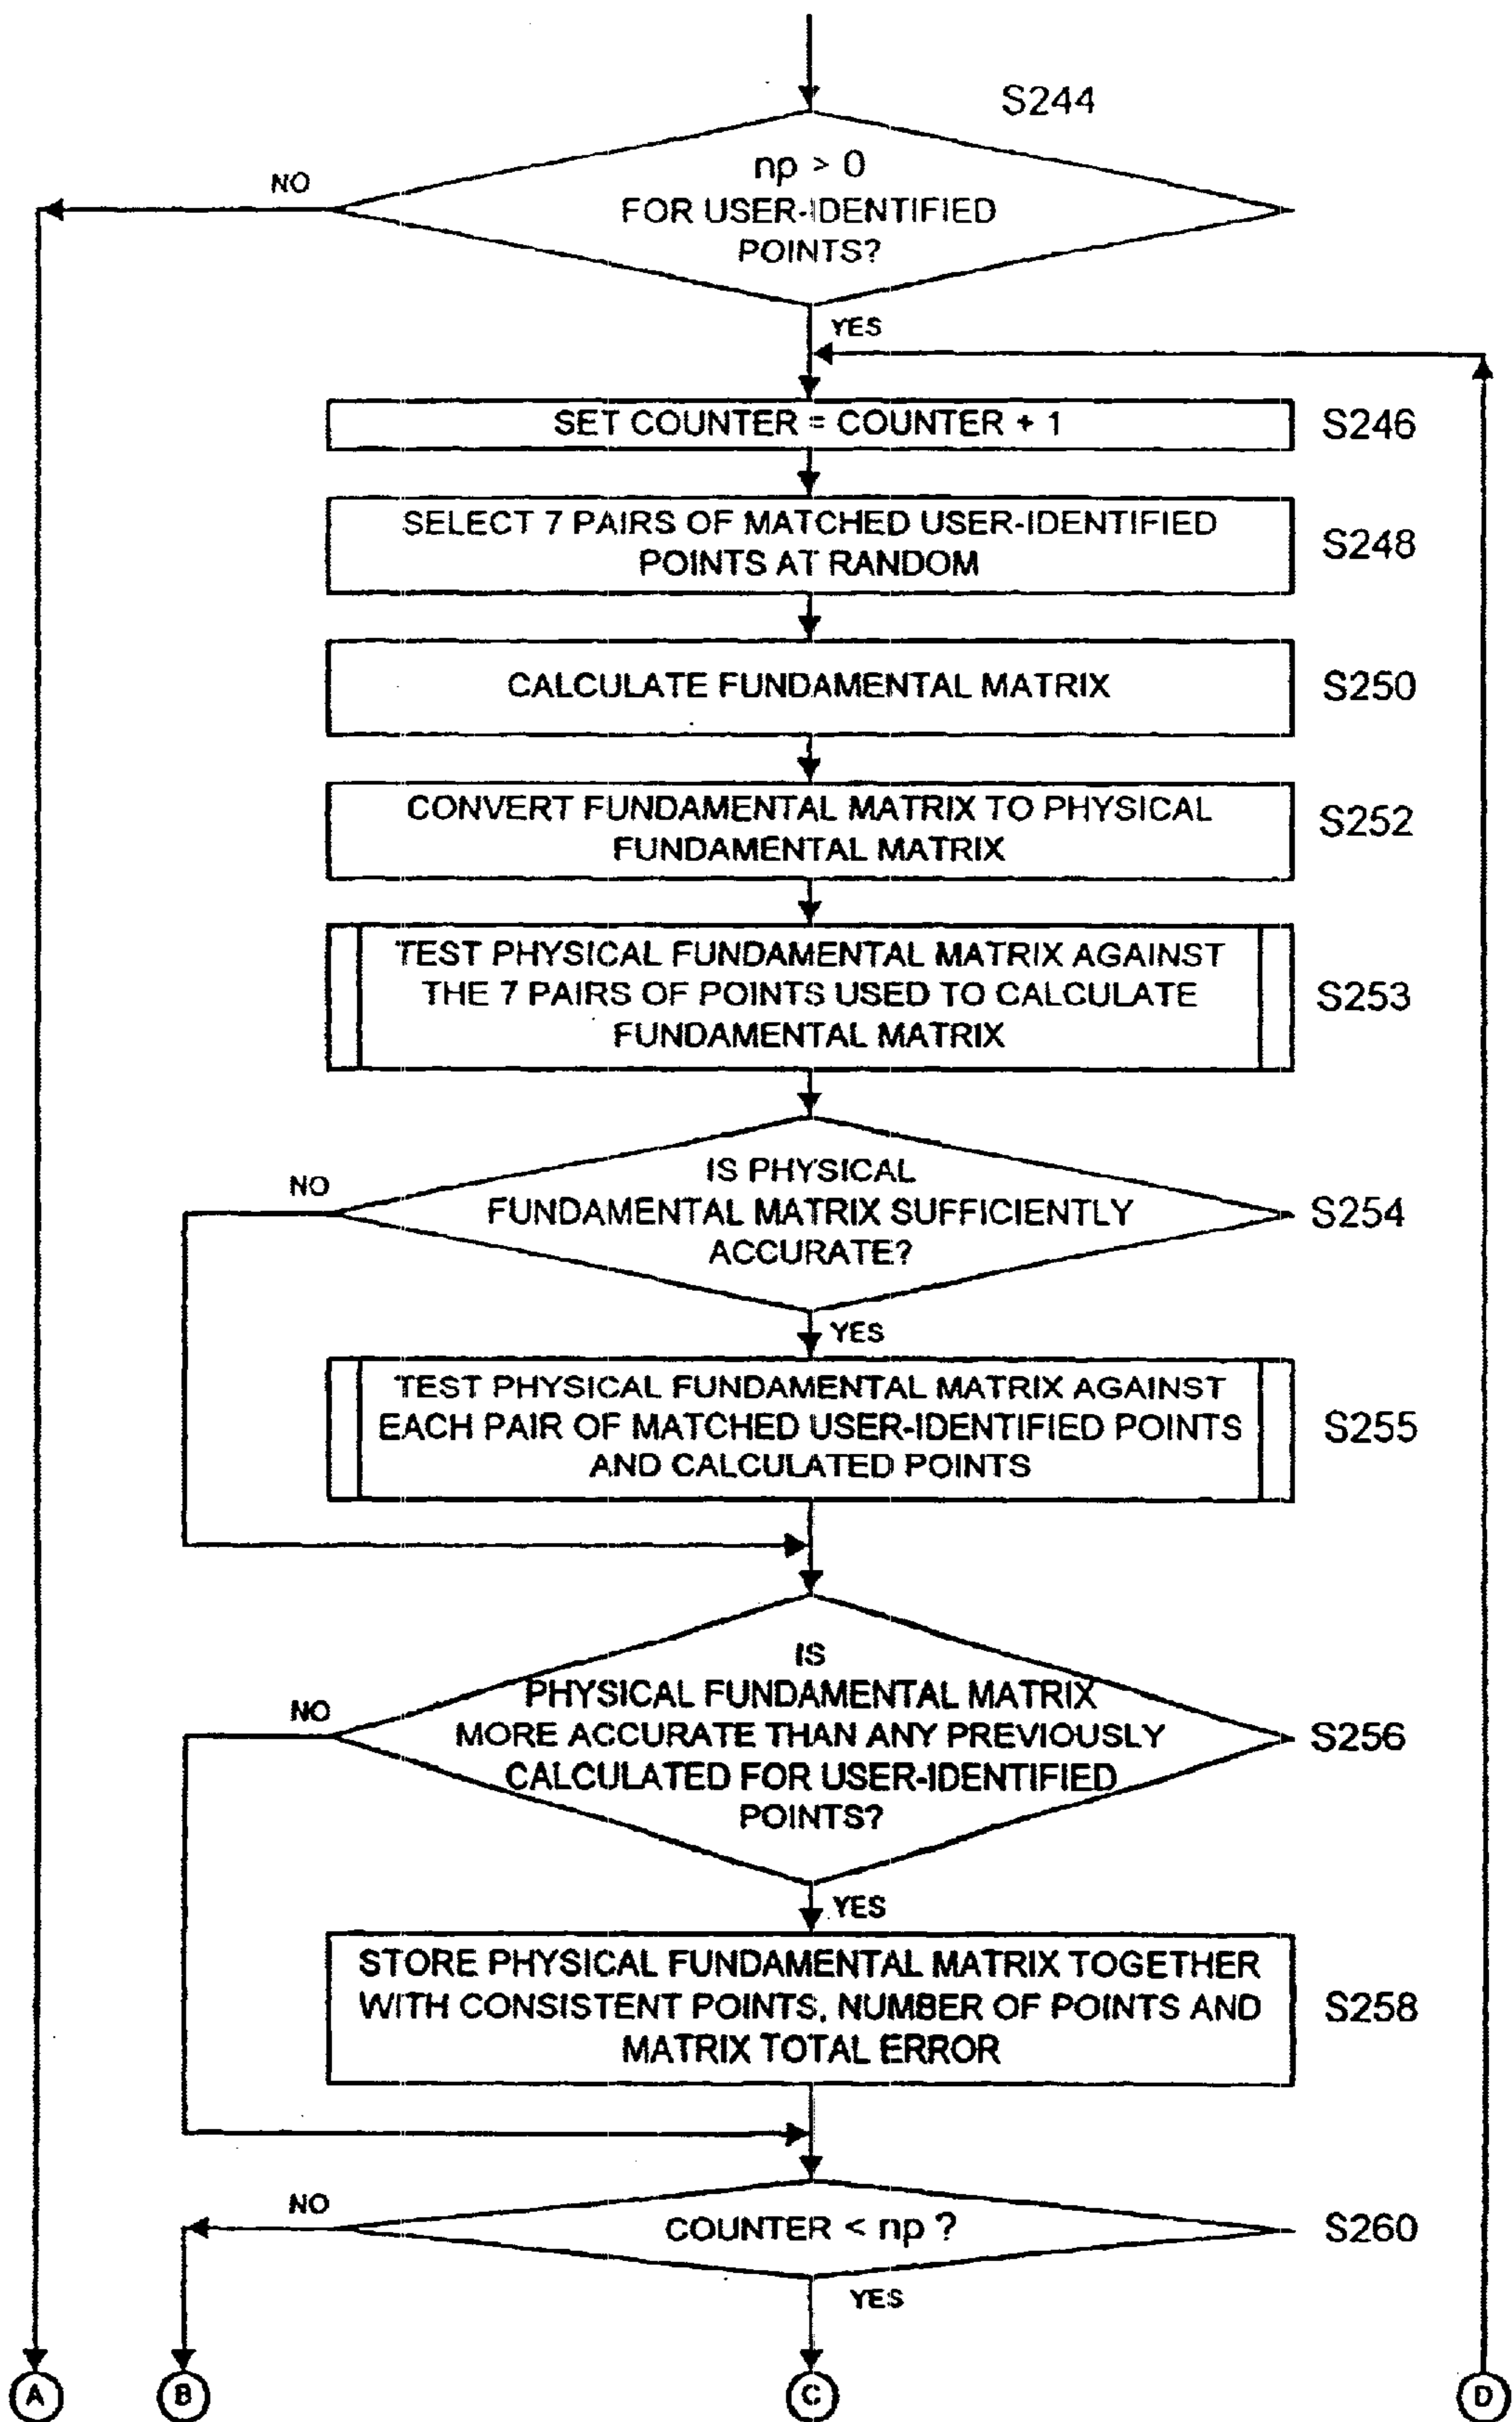 S244
np > 0
NO
FOR USER-IDENTIFIED
POINTS?
YES
SET COUNTER = COUNTER + 1
S246
SELECT 7 PAIRS OF MATCHED USER-IDENTIFIED
POINTS AT RANDOM
S248
CALCULATE FUNDAMENTAL MATRIX
S250
CONVERT FUNDAMENTAL MATRIX TO PHYSICAL
FUNDAMENTAL MATRIX
S252
TEST PHYSICAL FUNDAMENTAL MATRIX AGAINST
THE 7 PAIRS OF POINTS USED TO CALCULATE
FUNDAMENTAL MATRIX
S253
IS PHYSICAL
FUNDAMENTAL MATRIX SUFFICIENTLY
ACCURATE?
NO
S254
YES
TEST PHYSICAL FUNDAMENTAL MATRIX AGAINST
EACH PAIR OF MATCHED USER-IDENTIFIED POINTS
AND CALCULATED POINTS
S255
IS
PHYSICAL FUNDAMENTAL MATRIX
MORE ACCURATE THAN ANY PREVIOUSLY
CALCULATED FOR USER-IDENTIFIED
POINTS?
NO
S256
YES
STORE PHYSICAL FUNDAMENTAL MATRIX TOGETHER
WITH CONSISTENT POINTS, NUMBER OF POINTS AND
MATRIX TOTAL ERROR
S258
NO
COUNTER < np ?
S260
YES
A
B
C
D